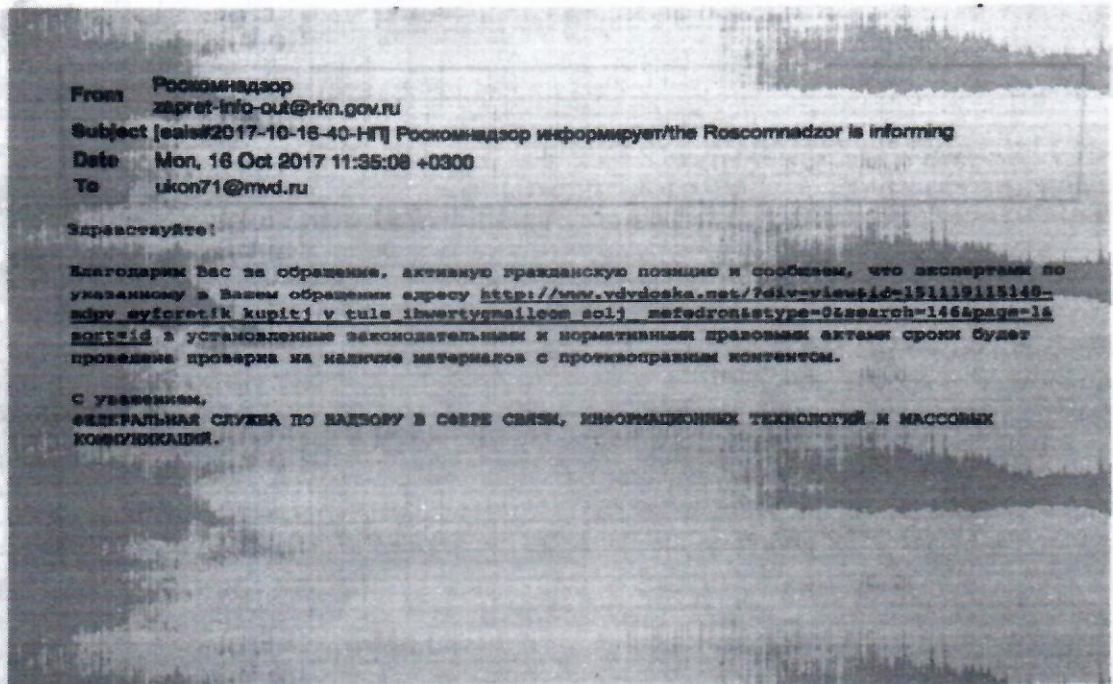 From Роскомнадзор
zapret-info-out@rkn.gov.ru
Subject [eais#2017-10-16-40-НП] Роскомнадзор информирует/the Roscomnadzor is informing
Date Mon, 16 Oct 2017 11:35:08 +0300
To ukon71@mvd.ru
Здравствуйте!
Благодарим Вас за обращение, активную гражданскую позицию и сообщаем, что экспертами по
указанному в Вашем обращении адресу http://www.vdvdoska.net/?div=view&id=151119115140-
mdpv_eyforetik_kupitj_v_tule_ihwertygmailcom_solj__mefedron&stype=0&search=146&page=1&
sort=id в установленные законодательными и нормативными правовыми актами сроки будет
проведена проверка на наличие материалов с противоправным контентом.
С уважением,
ФЕДЕРАЛЬНАЯ СЛУЖБА ПО НАДЗОРУ В СФЕРЕ СВЯЗИ, ИНФОРМАЦИОННЫХ ТЕХНОЛОГИЙ И МАССОВЫХ
КОММУНИКАЦИЙ.